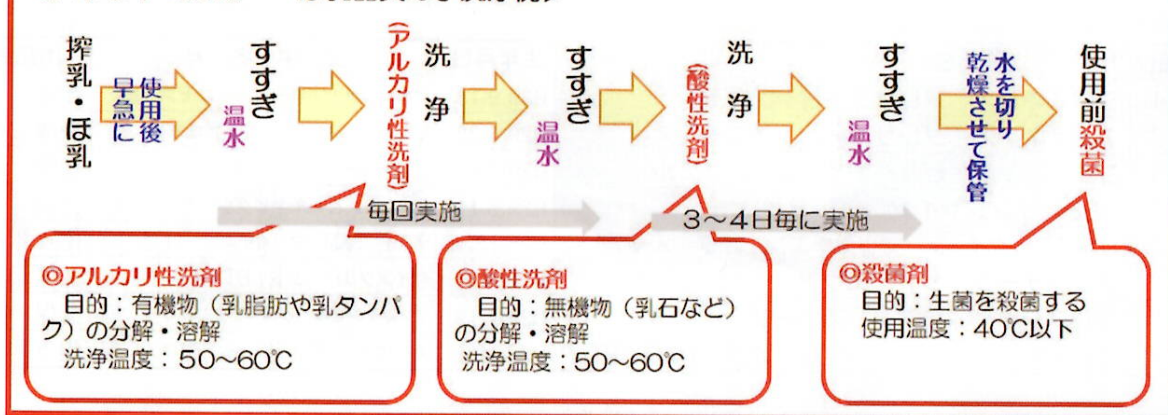 搾乳・ほ乳
使用後
早急に
すすぎ
温水
洗浄
(アルカリ性洗剤)
すすぎ
温水
洗浄
(酸性洗剤)
すすぎ
温水
水を切り
乾燥させて保管
使用前殺菌
毎回実施
3～4日毎に実施
◎アルカリ性洗剤
目的：有機物（乳脂肪や乳タンパ
ク）の分解・溶解
洗浄温度：50～60℃
◎酸性洗剤
目的：無機物（乳石など）
の分解・溶解
洗浄温度：50～60℃
◎殺菌剤
目的：生菌を殺菌する
使用温度：40℃以下